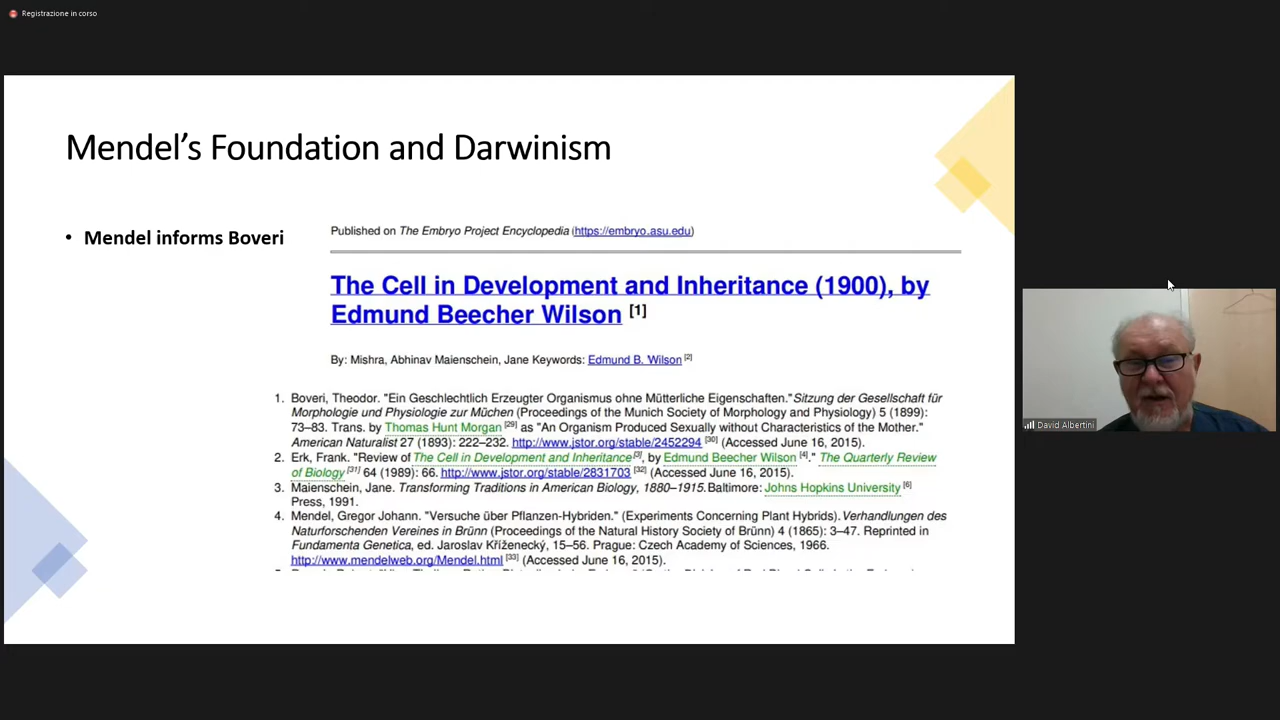 Registrazione in corso
Mendel's Foundation and Darwinism
• Mendel informs Boveri
Published on The Embryo Project Encyclopedia (https://embryo.asu.edu)
The Cell in Development and Inheritance (1900), by
Edmund Beecher Wilson [1]
By: Mishra, Abhinav Maienschein, Jane Keywords: Edmund B. Wilson [2]
1. Boveri, Theodor. "Ein Geschlechtlich Erzeugter Organismus ohne Mütterliche Eigenschaften." Sitzung der Gesellschaft für
Morphologie und Physiologie zur Müchen (Proceedings of the Munich Society of Morphology and Physiology) 5 (1899):
73–83. Trans. by Thomas Hunt Morgan [29] as "An Organism Produced Sexually without Characteristics of the Mother."
American Naturalist 27 (1893): 222–232. http://www.jstor.org/stable/2452294 [30] (Accessed June 16, 2015).
2. Erk, Frank. "Review of The Cell in Development and Inheritance [3], by Edmund Beecher Wilson [4]." The Quarterly Review
of Biology [31] 64 (1989): 66. http://www.jstor.org/stable/2831703 [32] (Accessed June 16, 2015).
3. Maienschein, Jane. Transforming Traditions in American Biology, 1880–1915. Baltimore: Johns Hopkins University [6]
Press, 1991.
4. Mendel, Gregor Johann. "Versuche über Pflanzen-Hybriden." (Experiments Concerning Plant Hybrids). Verhandlungen des
Naturforschenden Vereines in Brünn (Proceedings of the Natural History Society of Brünn) 4 (1865): 3–47. Reprinted in
Fundamenta Genetica, ed. Jaroslav Kříženecký, 15–56. Prague: Czech Academy of Sciences, 1966.
http://www.mendelweb.org/Mendel.html [33] (Accessed June 16, 2015).
David Albertini